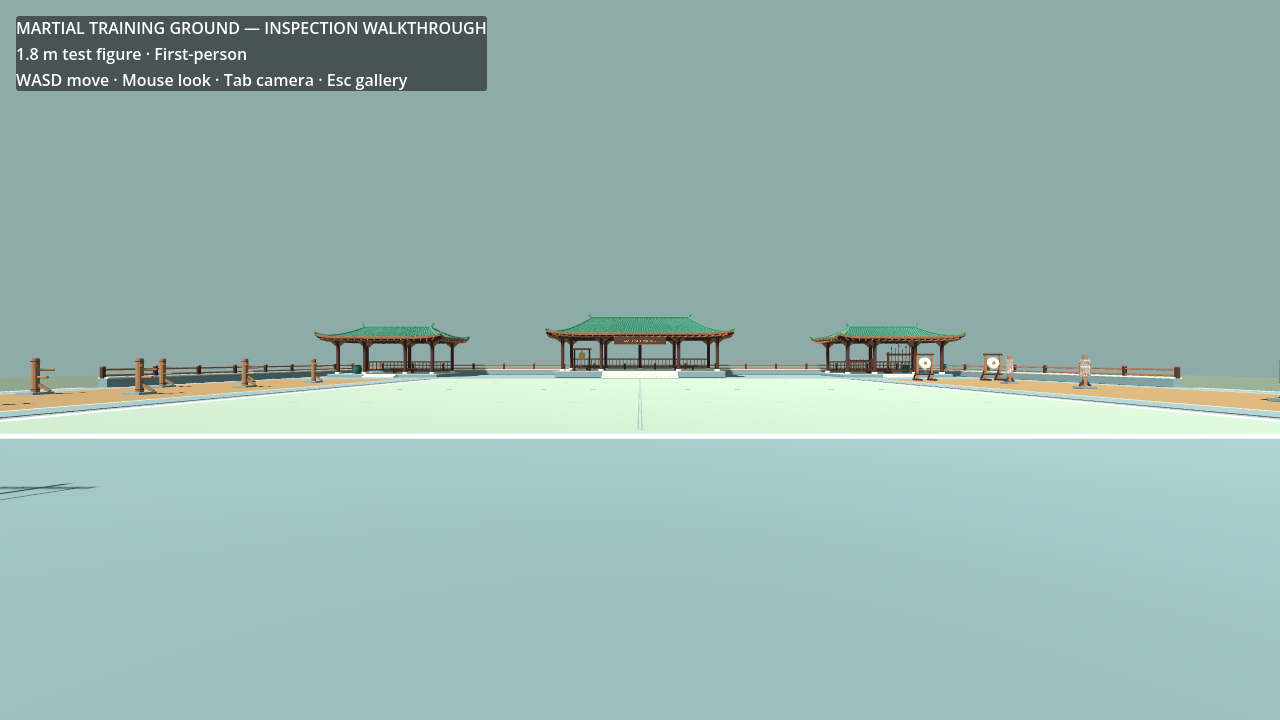 MARTIAL TRAINING GROUND — INSPECTION WALKTHROUGH
1.8 m test figure · First-person
WASD move · Mouse look · Tab camera · Esc gallery